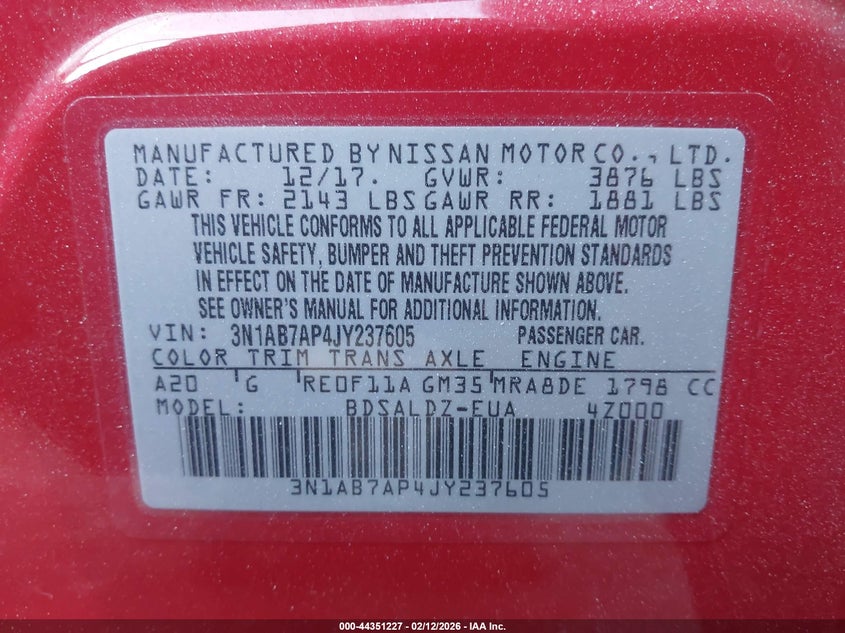 MANUFACTURED BY NISSAN MOTOR CO., LTD.
DATE: 12/17. GVWR: 3876 LBS
GAWR FR: 2143 LBS GAWR RR: 1881 LBS
THIS VEHICLE CONFORMS TO ALL APPLICABLE FEDERAL MOTOR
VEHICLE SAFETY, BUMPER AND THEFT PREVENTION STANDARDS
IN EFFECT ON THE DATE OF MANUFACTURE SHOWN ABOVE.
SEE OWNER'S MANUAL FOR ADDITIONAL INFORMATION.
VIN: 3N1AB7AP4JY237605 PASSENGER CAR.
COLOR TRIM TRANS AXLE ENGINE
A20 G RE0F11A GM35 MRA8DE 1798 CC
MODEL: BDSALDZ-EUA 4Z000
3N1AB7AP4JY237605
000-44351227 - 02/12/2026 - IAA Inc.